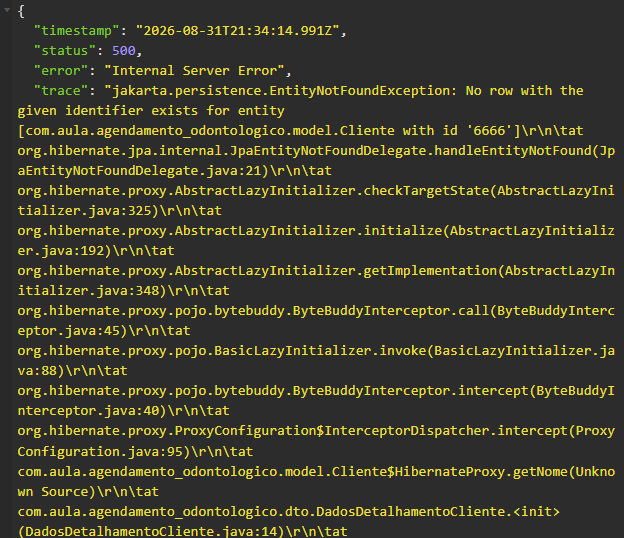 {
"timestamp": "2026-08-31T21:34:14.991Z",
"status": 500,
"error": "Internal Server Error",
"trace": "jakarta.persistence.EntityNotFoundException: No row with the
given identifier exists for entity
[com.aula.agendamento_odontologico.model.Cliente with id '6666']\r\n\tat
org.hibernate.jpa.internal.JpaEntityNotFoundDelegate.handleEntityNotFound(Jp
aEntityNotFoundDelegate.java:21)\r\n\tat
org.hibernate.proxy.AbstractLazyInitializer.checkTargetState(AbstractLazyIni
tializer.java:325)\r\n\tat
org.hibernate.proxy.AbstractLazyInitializer.initialize(AbstractLazyInitializ
er.java:192)\r\n\tat
org.hibernate.proxy.AbstractLazyInitializer.getImplementation(AbstractLazyIn
itializer.java:348)\r\n\tat
org.hibernate.proxy.pojo.bytebuddy.ByteBuddyInterceptor.call(ByteBuddyInterc
eptor.java:45)\r\n\tat
org.hibernate.proxy.pojo.BasicLazyInitializer.invoke(BasicLazyInitializer.ja
va:88)\r\n\tat
org.hibernate.proxy.pojo.bytebuddy.ByteBuddyInterceptor.intercept(ByteBuddyI
nterceptor.java:40)\r\n\tat
org.hibernate.proxy.ProxyConfiguration$InterceptorDispatcher.intercept(Proxy
Configuration.java:95)\r\n\tat
com.aula.agendamento_odontologico.model.Cliente$HibernateProxy.getNome(Unkno
wn Source)\r\n\tat
com.aula.agendamento_odontologico.dto.DadosDetalhamentoCliente.<init>
(DadosDetalhamentoCliente.java:14)\r\n\tat